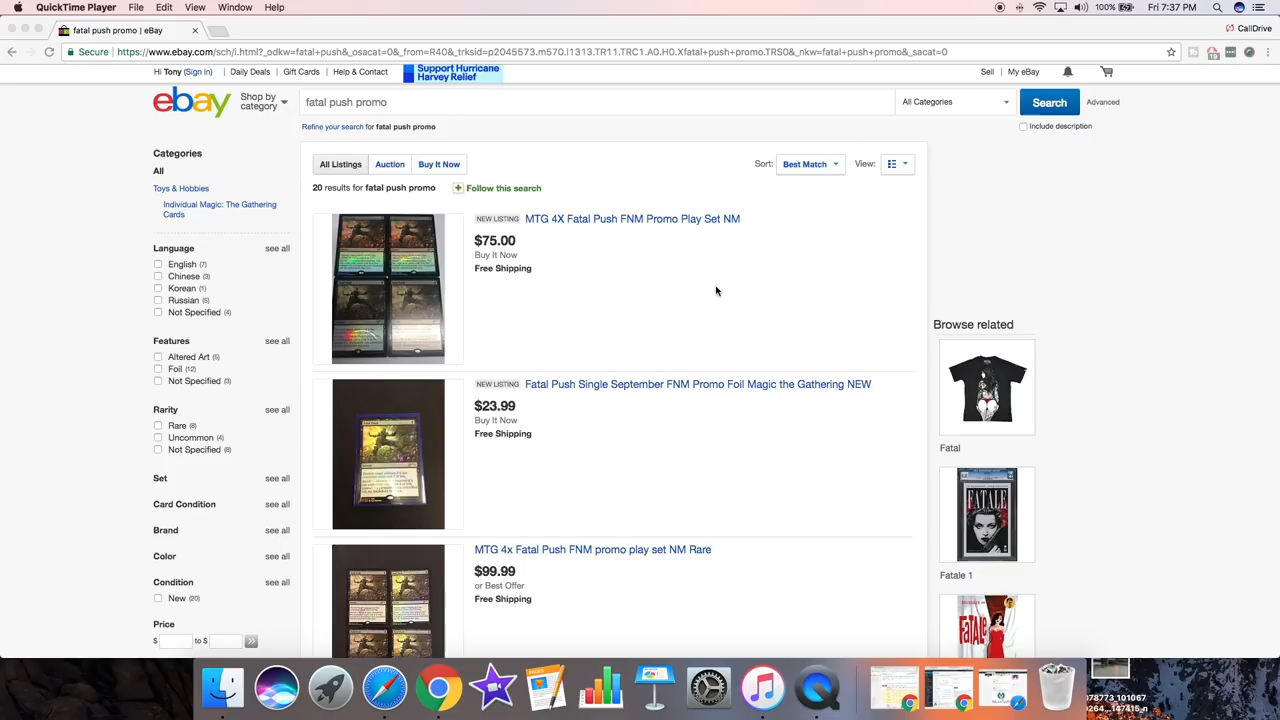 QuickTime Player File Edit View Window Help
100% Fri 7:37 PM
fatal push promo | eBay
CallDrive
Secure https://www.ebay.com/sch/i.html?_odkw=fatal+push&_osacat=0&_from=R40&_trksid=p2045573.m570.l1313.TR11.TRC1.A0.H0.Xfatal+push+promo.TRS0&_nkw=fatal+push+promo&_sacat=0
Hi Tony (Sign in) Daily Deals Gift Cards Help & Contact
Support Hurricane
Harvey Relief
Sell My eBay
ebay
Shop by
category
fatal push promo
All Categories
Search
Advanced
Refine your search for fatal push promo
Include description
Categories
All
Toys & Hobbies
Individual Magic: The Gathering
Cards
Language see all
English (7)
Chinese (3)
Korean (1)
Russian (5)
Not Specified (4)
Features see all
Altered Art (5)
Foil (12)
Not Specified (3)
Rarity see all
Rare (8)
Uncommon (4)
Not Specified (8)
Set see all
Card Condition see all
Brand see all
Color see all
Condition see all
New (20)
Price
$ to $
All Listings Auction Buy It Now
Sort: Best Match View:
20 results for fatal push promo Follow this search
NEW LISTING MTG 4X Fatal Push FNM Promo Play Set NM
$75.00
Buy It Now
Free Shipping
NEW LISTING Fatal Push Single September FNM Promo Foil Magic the Gathering NEW
$23.99
Buy It Now
Free Shipping
MTG 4x Fatal Push FNM promo play set NM Rare
$99.99
or Best Offer
Free Shipping
Browse related
Fatal
FATALE
Fatale 1
FATALE
078773_101067
0264...147415_n